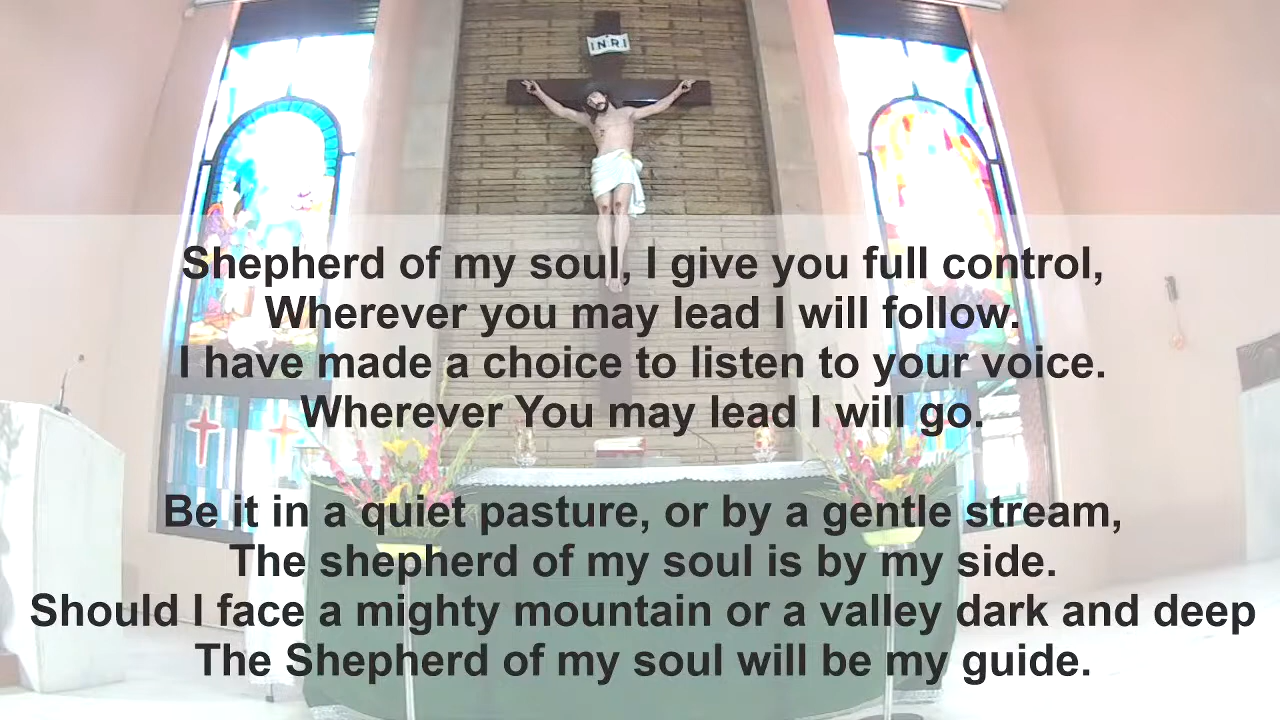 INRI
Shepherd of my soul, I give you full control,
Wherever you may lead I will follow.
I have made a choice to listen to your voice.
Wherever You may lead I will go.
Be it in a quiet pasture, or by a gentle stream,
The shepherd of my soul is by my side.
Should I face a mighty mountain or a valley dark and deep
The Shepherd of my soul will be my guide.